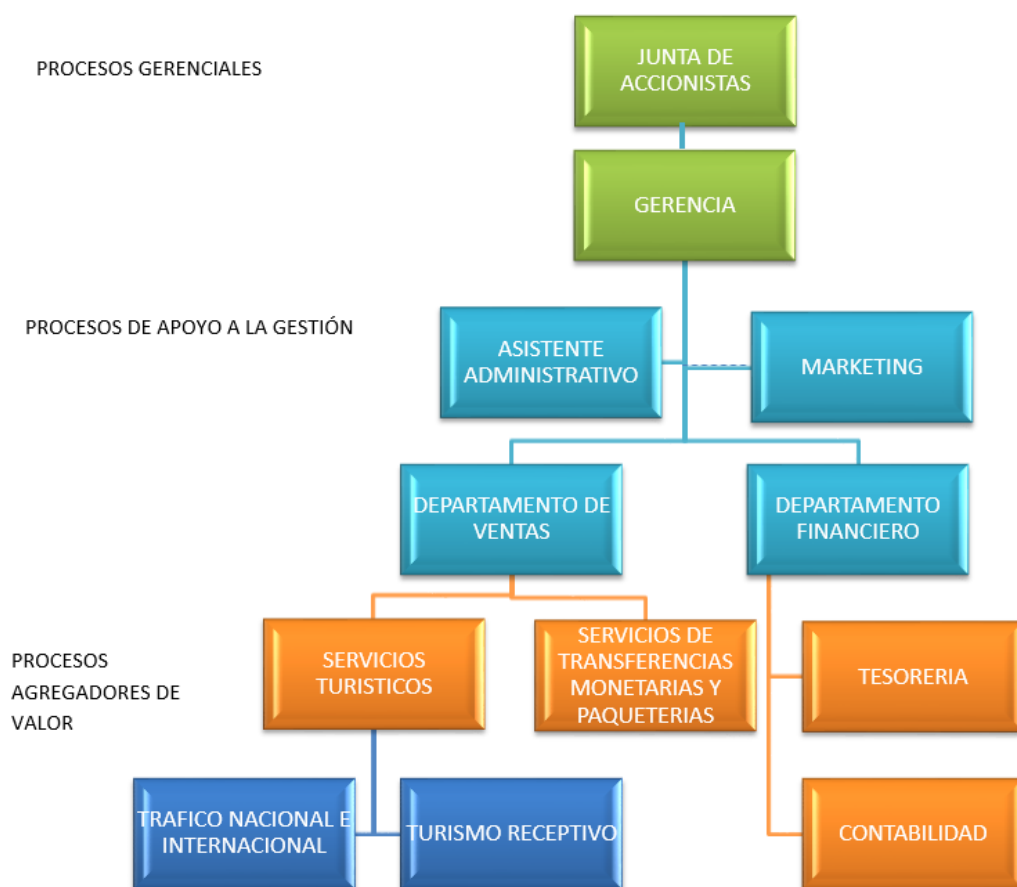 PROCESOS GERENCIALES
JUNTA DE
ACCIONISTAS
GERENCIA
PROCESOS DE APOYO A LA GESTIÓN
ASISTENTE
ADMINISTRATIVO
MARKETING
DEPARTAMENTO DE
VENTAS
DEPARTAMENTO
FINANCIERO
PROCESOS
AGREGADORES DE
VALOR
SERVICIOS
TURISTICOS
SERVICIOS DE
TRANSFERENCIAS
MONETARIAS Y
PAQUETERIAS
TESORERIA
TRAFICO NACIONAL E
INTERNACIONAL
TURISMO RECEPTIVO
CONTABILIDAD